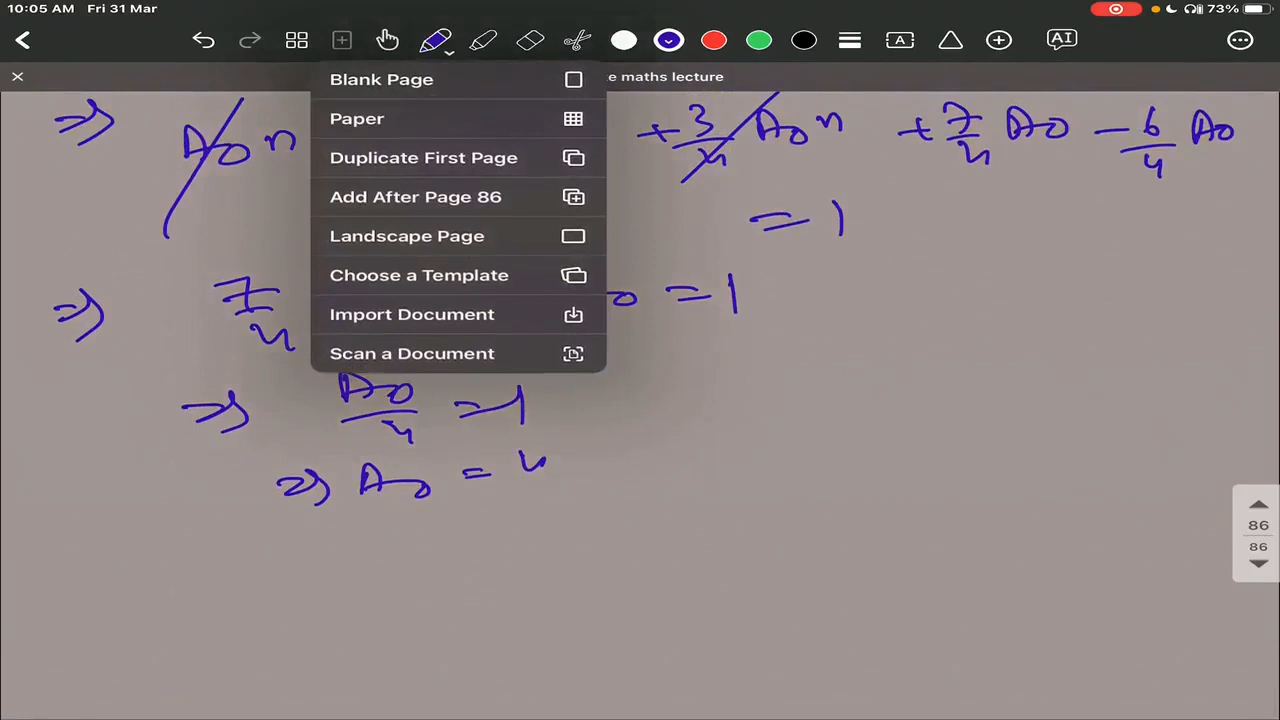 10:05 AM Fri 31 Mar
73%
AI
Blank Page
Paper
Duplicate First Page
Add After Page 86
Landscape Page
Choose a Template
Import Document
Scan a Document
e maths lecture
⇒ A₀n + 3/4 A₀n + 7/4 A₀ − 6/4 A₀
= 1
⇒ 7/4 = 1
⇒ A₀/4 = 1
⇒ A₀ = 4
86
86